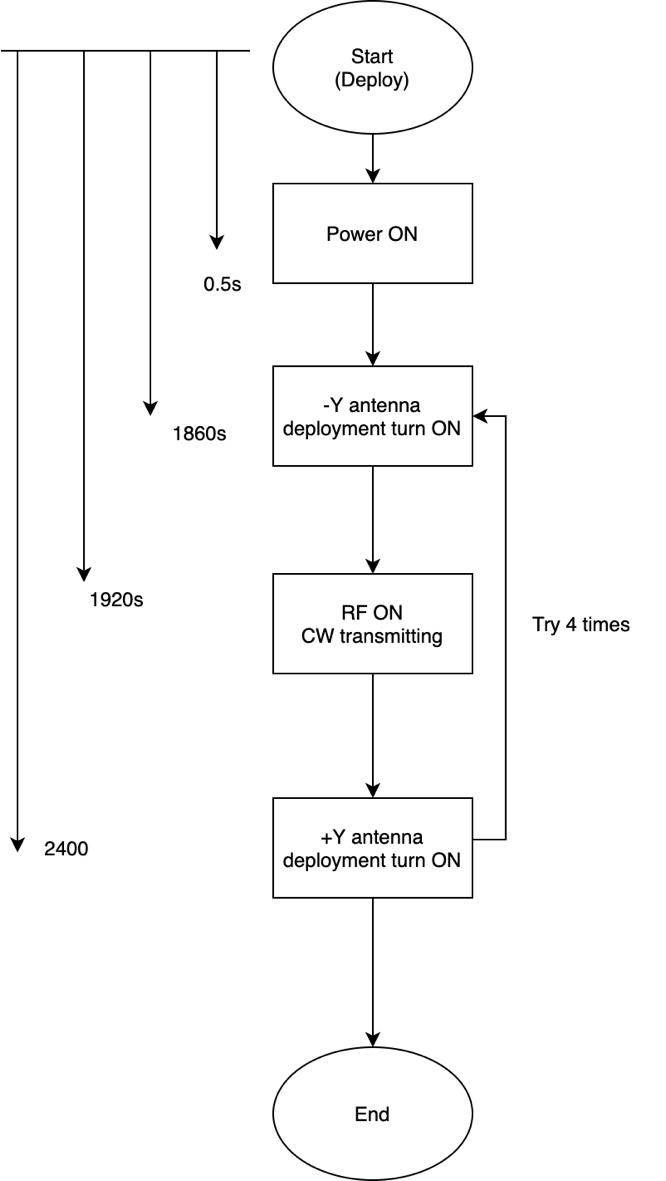 Start
(Deploy)
Power ON
0.5s
-Y antenna
deployment turn ON
1860s
RF ON
CW transmitting
1920s
Try 4 times
+Y antenna
deployment turn ON
2400
End